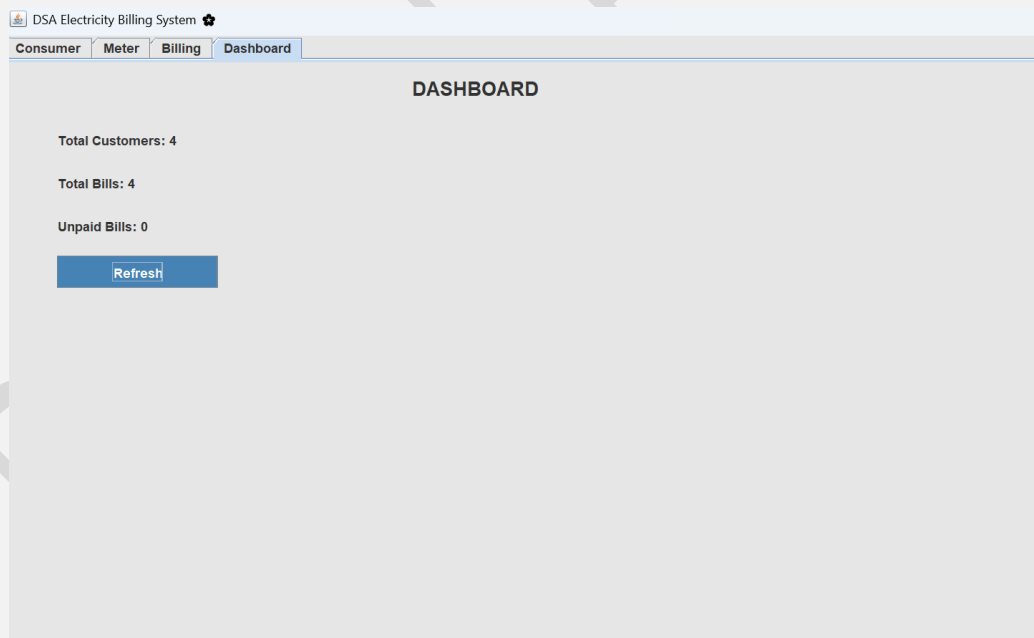 DSA Electricity Billing System
Consumer Meter Billing Dashboard
DASHBOARD
Total Customers: 4
Total Bills: 4
Unpaid Bills: 0
Refresh